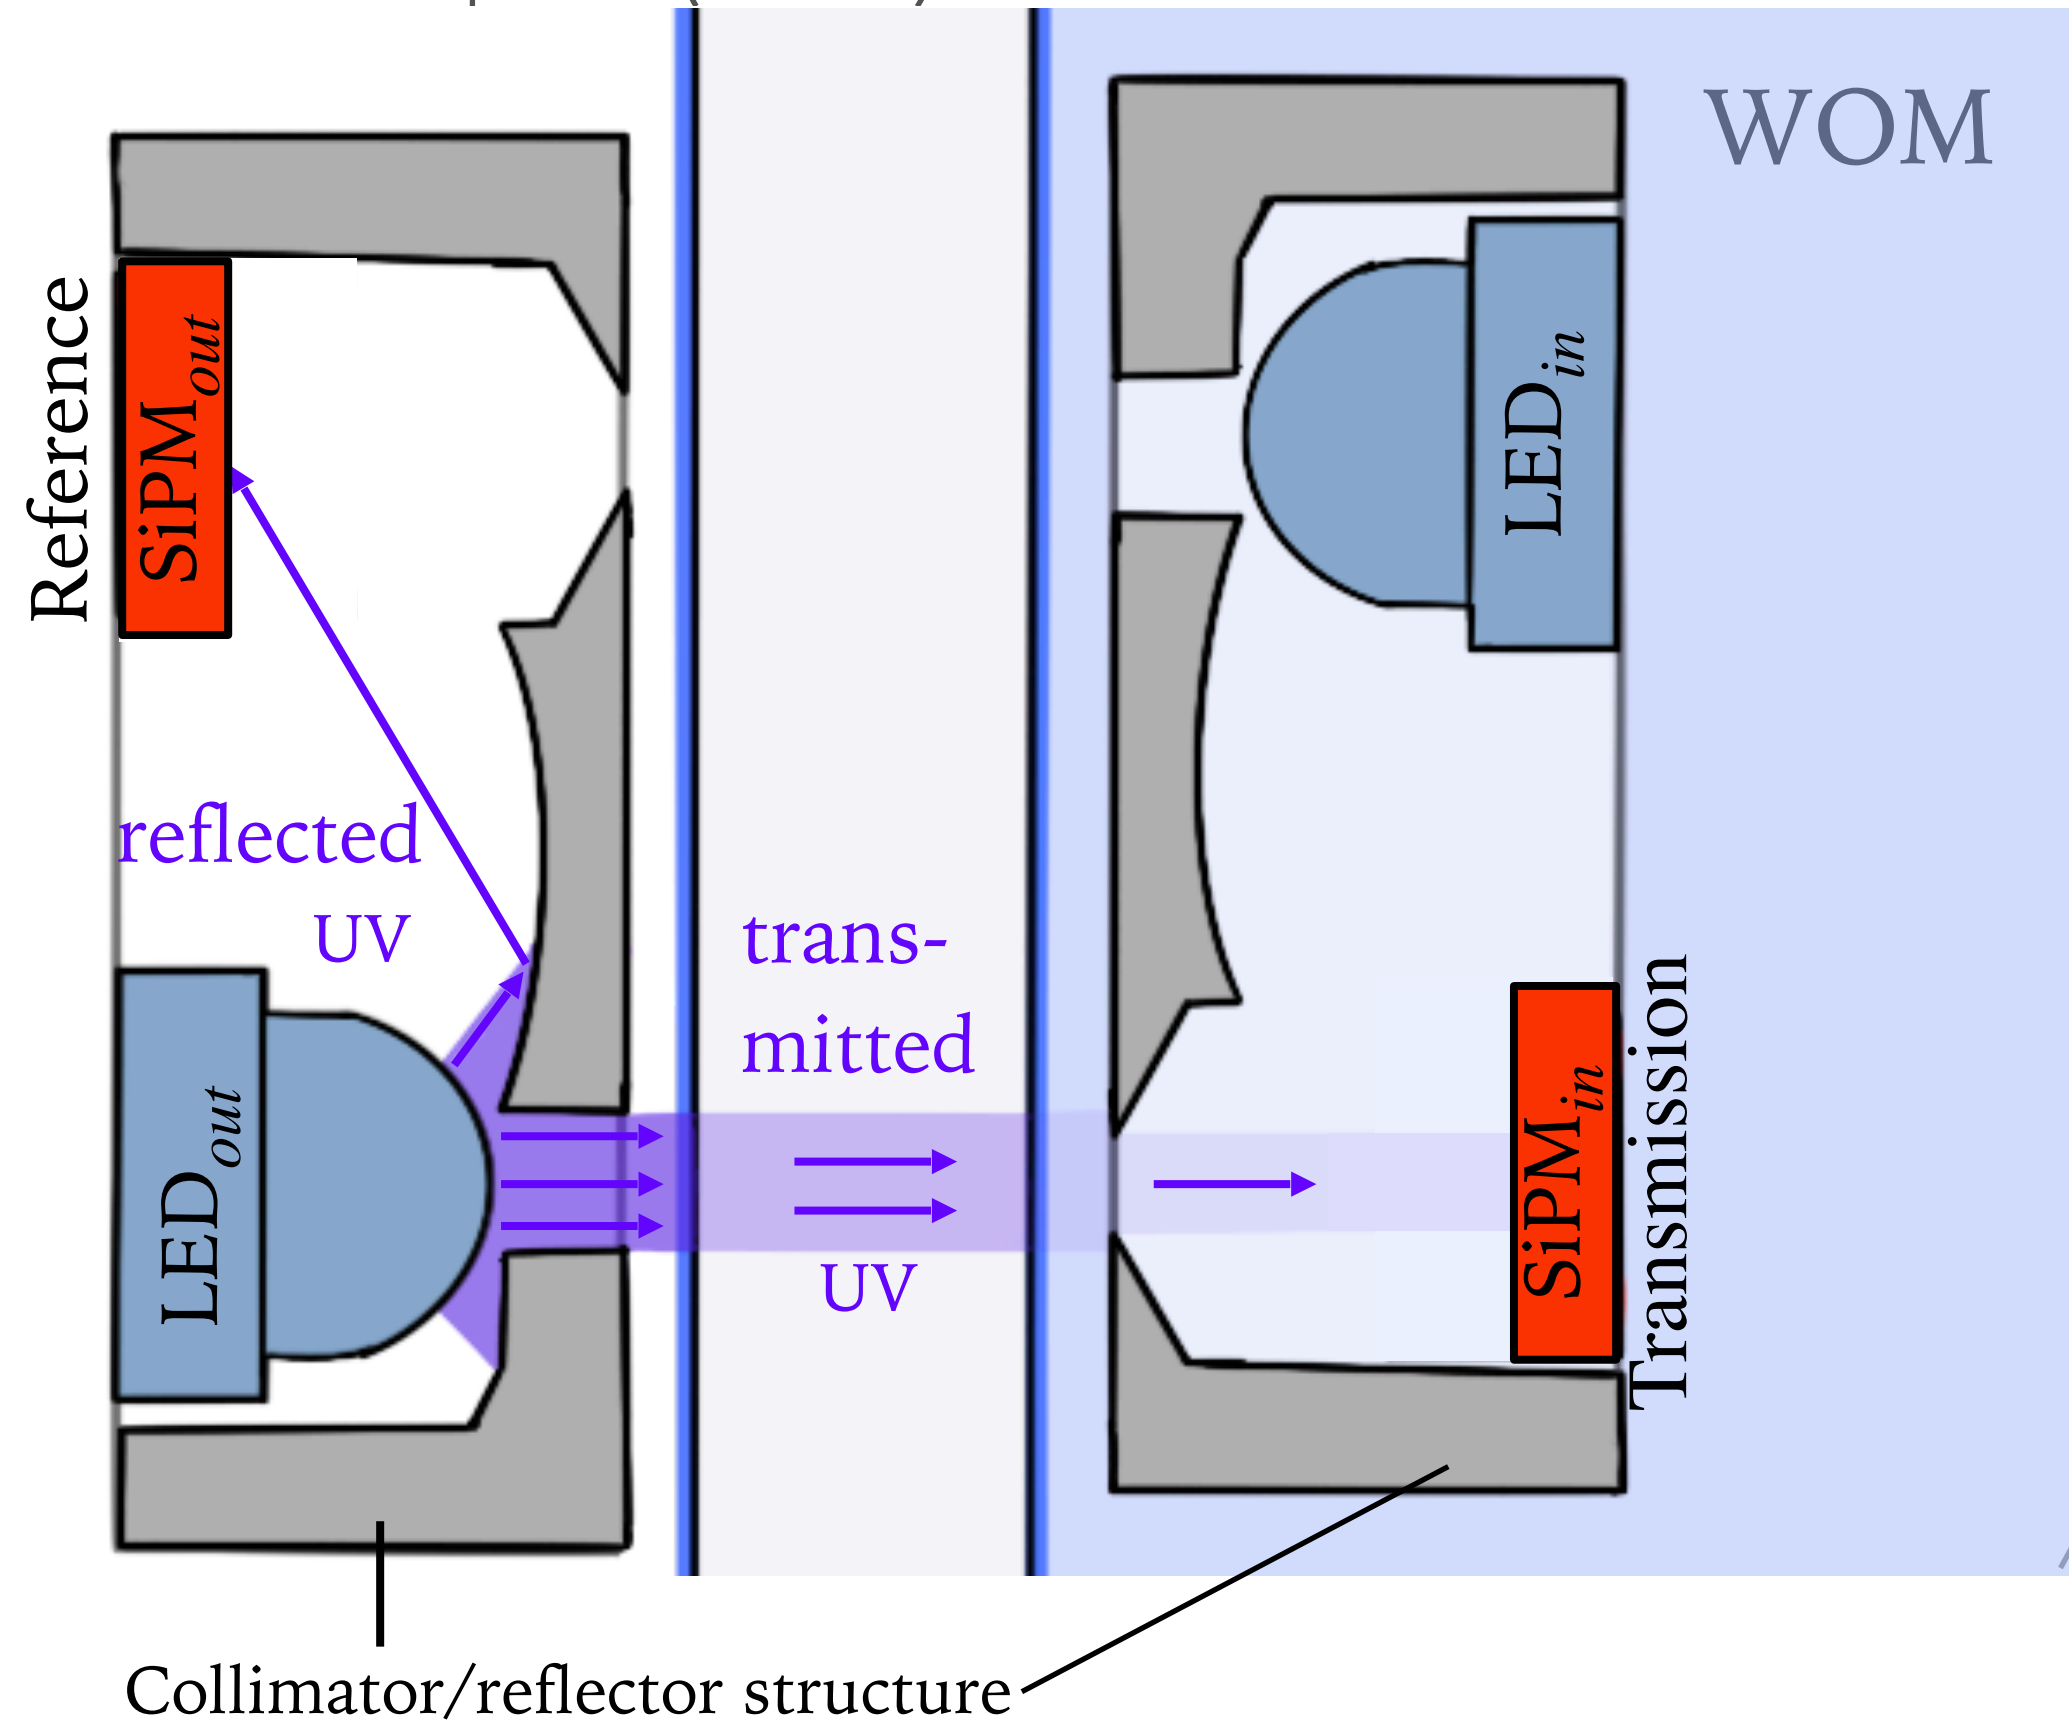 WOM
Reference
SiPMout
LEDin
reflected
UV
trans-
mitted
LEDout
UV
SiPMin
Transmission
Collimator/reflector structure